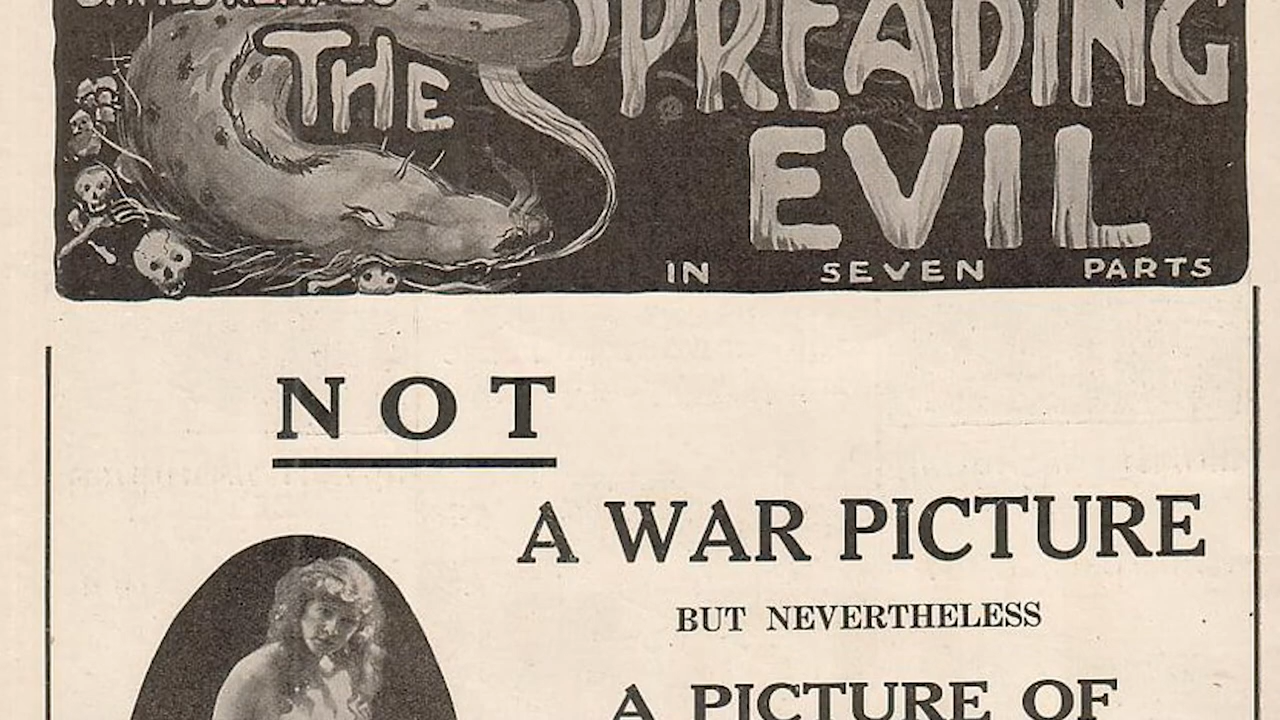 THE SPREADING
EVIL
IN SEVEN PARTS
NOT
A WAR PICTURE
BUT NEVERTHELESS
A PICTURE OF